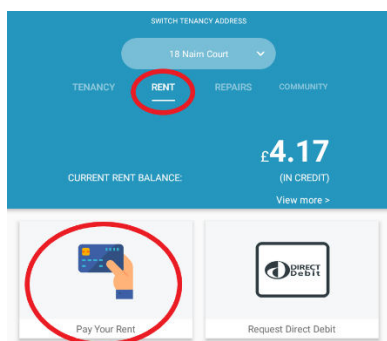 SWITCH TENANCY ADDRESS
18 Nairn Court
TENANCY RENT REPAIRS COMMUNITY
£4.17
CURRENT RENT BALANCE: (IN CREDIT)
View more >
DIRECT
Debit
Pay Your Rent Request Direct Debit